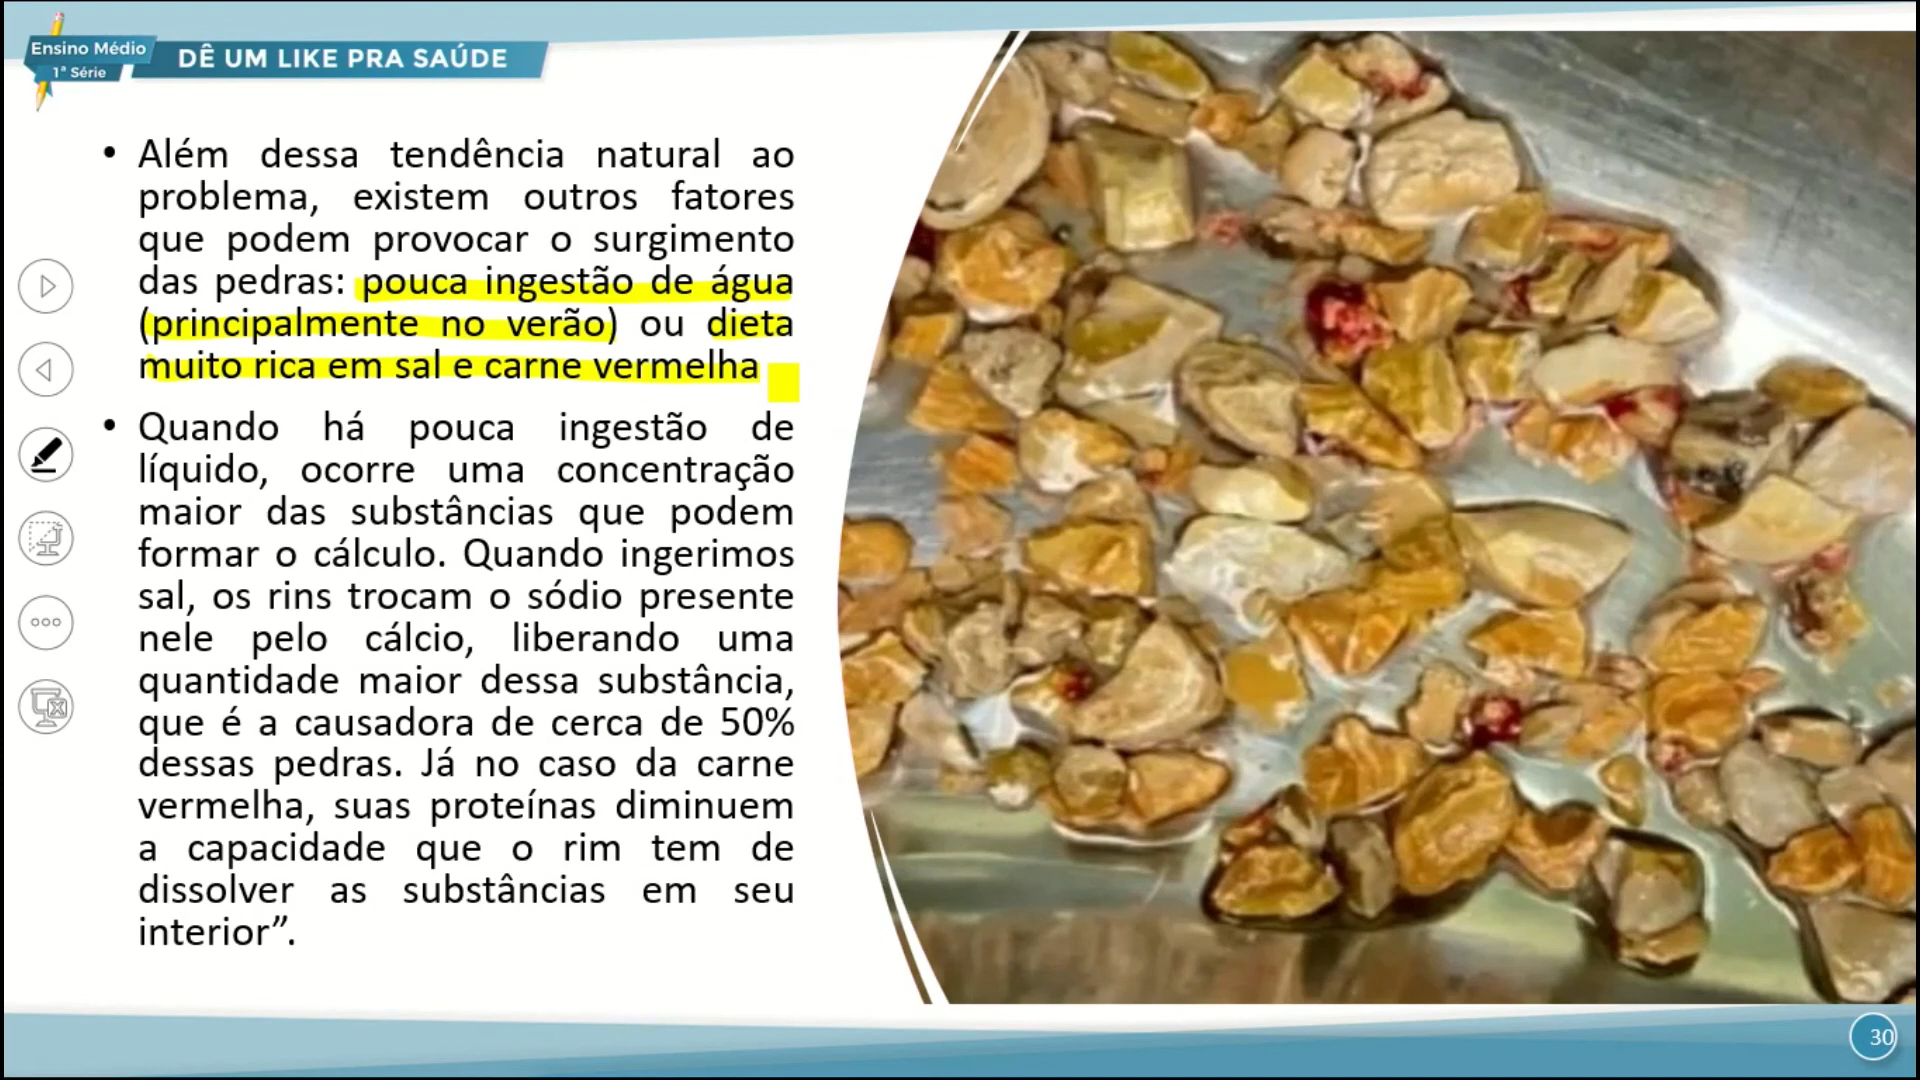 Ensino Médio
1ª Série
DÊ UM LIKE PRA SAÚDE
• Além dessa tendência natural ao
problema, existem outros fatores
que podem provocar o surgimento
das pedras: pouca ingestão de água
(principalmente no verão) ou dieta
muito rica em sal e carne vermelha
• Quando há pouca ingestão de
líquido, ocorre uma concentração
maior das substâncias que podem
formar o cálculo. Quando ingerimos
sal, os rins trocam o sódio presente
nele pelo cálcio, liberando uma
quantidade maior dessa substância,
que é a causadora de cerca de 50%
dessas pedras. Já no caso da carne
vermelha, suas proteínas diminuem
a capacidade que o rim tem de
dissolver as substâncias em seu
interior”.
30